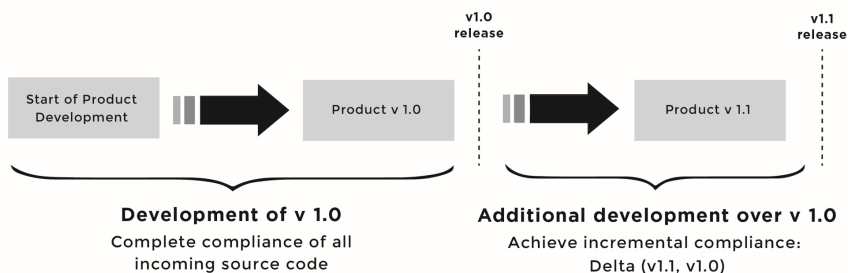 v1.0
release
v1.1
release
Start of Product
Development
Product v 1.0
Product v 1.1
Development of v 1.0
Complete compliance of all
incoming source code
Additional development over v 1.0
Achieve incremental compliance:
Delta (v1.1, v1.0)